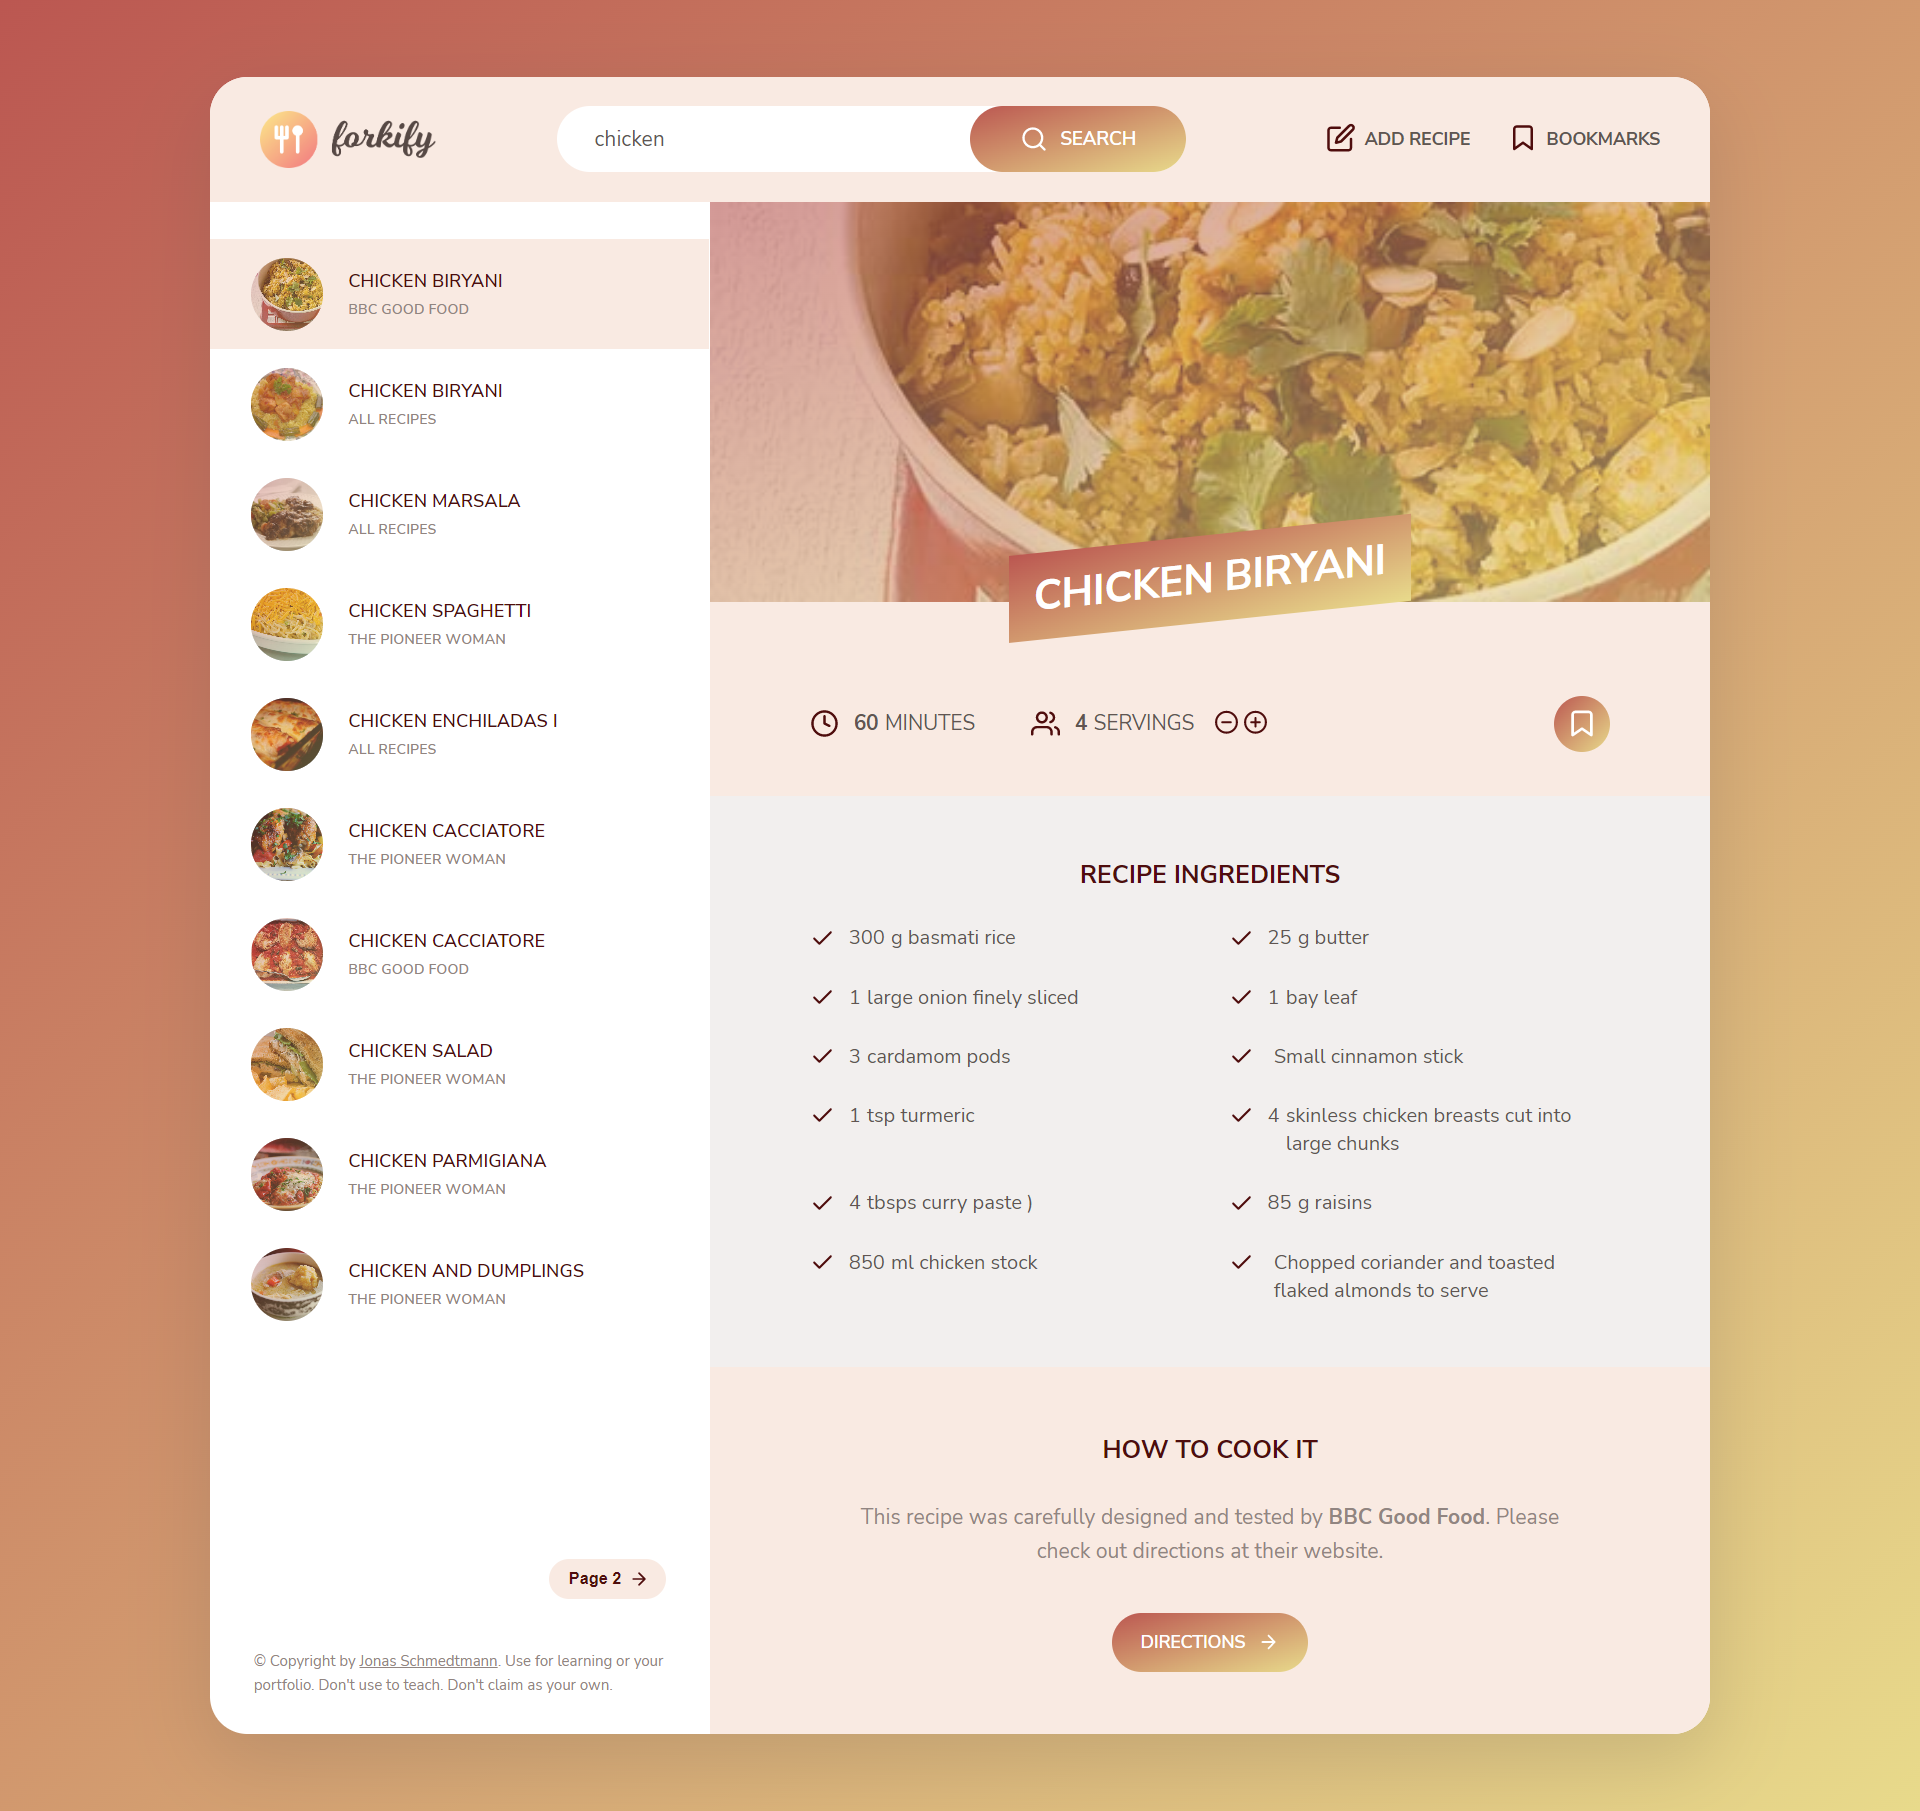 forkify
chicken
SEARCH
ADD RECIPE
BOOKMARKS
CHICKEN BIRYANI
BBC GOOD FOOD
CHICKEN BIRYANI
ALL RECIPES
CHICKEN MARSALA
ALL RECIPES
CHICKEN SPAGHETTI
THE PIONEER WOMAN
CHICKEN ENCHILADAS I
ALL RECIPES
CHICKEN CACCIATORE
THE PIONEER WOMAN
CHICKEN CACCIATORE
BBC GOOD FOOD
CHICKEN SALAD
THE PIONEER WOMAN
CHICKEN PARMIGIANA
THE PIONEER WOMAN
CHICKEN AND DUMPLINGS
THE PIONEER WOMAN
Page 2
© Copyright by Jonas Schmedtmann. Use for learning or your
portfolio. Don't use to teach. Don't claim as your own.
CHICKEN BIRYANI
60 MINUTES
4 SERVINGS
RECIPE INGREDIENTS
300 g basmati rice
25 g butter
1 large onion finely sliced
1 bay leaf
3 cardamom pods
Small cinnamon stick
1 tsp turmeric
4 skinless chicken breasts cut into
large chunks
4 tbsps curry paste )
85 g raisins
850 ml chicken stock
Chopped coriander and toasted
flaked almonds to serve
HOW TO COOK IT
This recipe was carefully designed and tested by BBC Good Food. Please
check out directions at their website.
DIRECTIONS